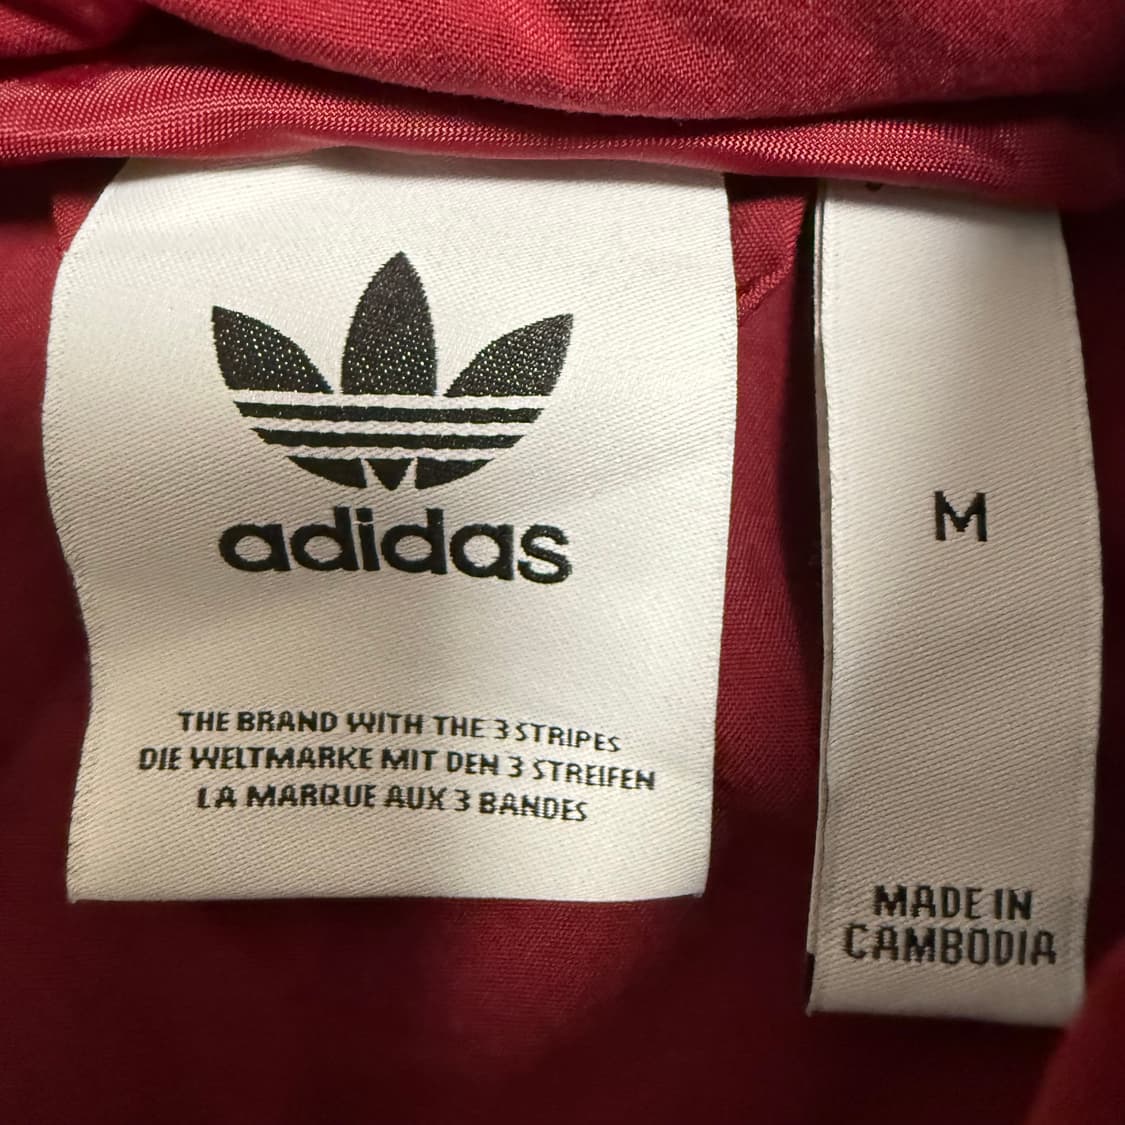 adidas
THE BRAND WITH THE 3 STRIPES
DIE WELTMARKE MIT DEN 3 STREIFEN
LA MARQUE AUX 3 BANDES
M
MADE IN
CAMBODIA